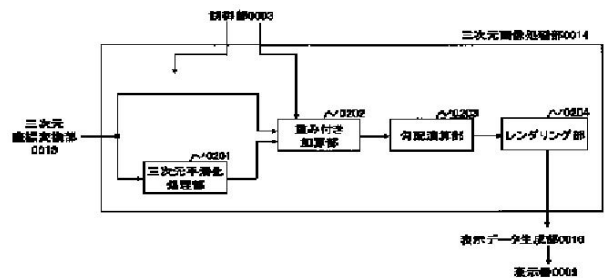 制御部0003
三次元画像処理部0014
三次元
座標変換部
0013
0201
三次元平滑化
処理部
0202
重み付き
加算部
0203
勾配演算部
0204
レンダリング部
表示データ生成部0016
表示部0009